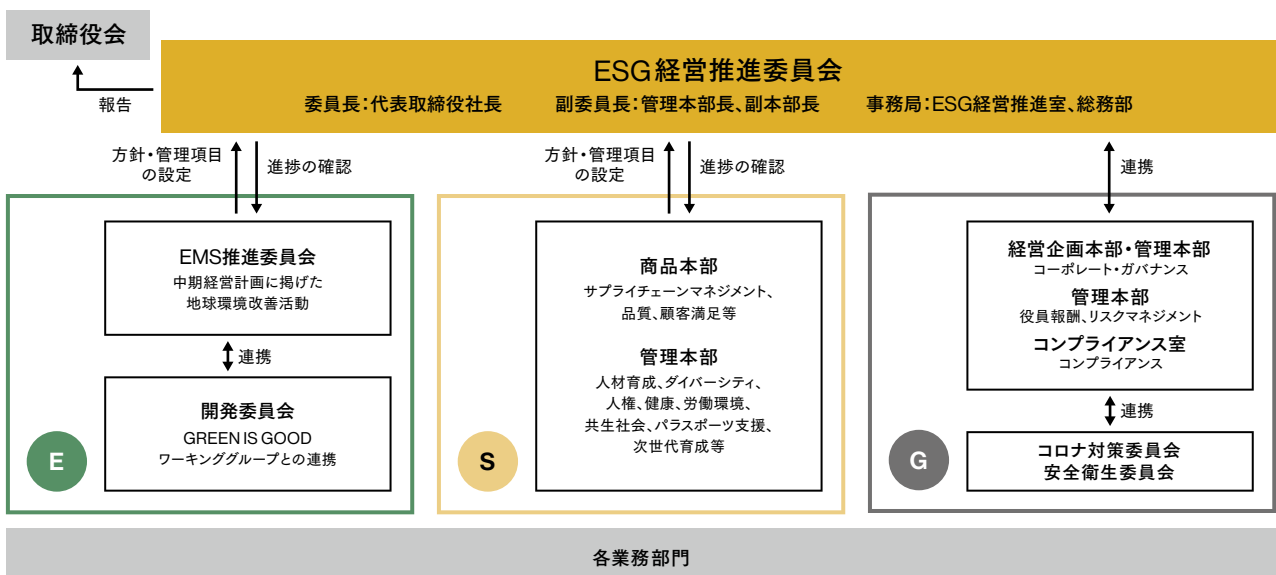 取締役会
報告
ESG経営推進委員会
委員長:代表取締役社長 副委員長:管理本部長、副本部長 事務局:ESG経営推進室、総務部
方針・管理項目
の設定
進捗の確認
方針・管理項目
の設定
進捗の確認
連携
EMS推進委員会
中期経営計画に掲げた
地球環境改善活動
連携
開発委員会
GREEN IS GOOD
ワーキンググループとの連携
E
商品本部
サプライチェーンマネジメント、
品質、顧客満足等
管理本部
人材育成、ダイバーシティ、
人権、健康、労働環境、
共生社会、パラスポーツ支援、
次世代育成等
S
経営企画本部・管理本部
コーポレート・ガバナンス
管理本部
役員報酬、リスクマネジメント
コンプライアンス室
コンプライアンス
連携
コロナ対策委員会
安全衛生委員会
G
各業務部門